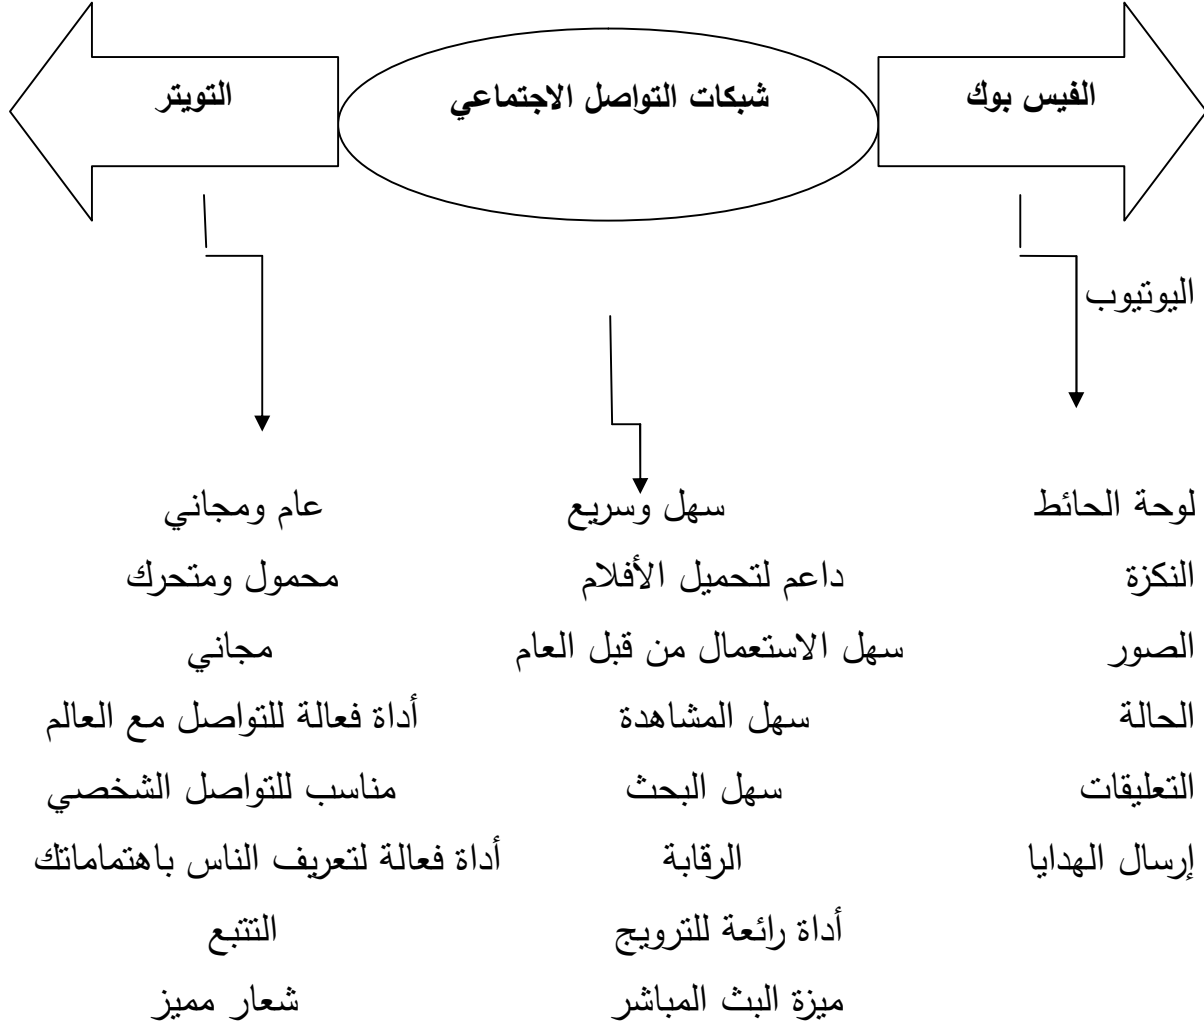 الفيس بوك
شبكات التواصل الاجتماعي
التويتر
اليوتيوب
لوحة الحائط
سهل وسريع
عام ومجاني
النكزة
داعم لتحميل الأفلام
محمول ومتحرك
الصور
سهل الاستعمال من قبل العام
مجاني
الحالة
سهل المشاهدة
أداة فعالة للتواصل مع العالم
التعليقات
سهل البحث
مناسب للتواصل الشخصي
إرسال الهدايا
الرقابة
أداة فعالة لتعريف الناس باهتماماتك
أداة رائعة للترويج
التتبع
ميزة البث المباشر
شعار مميز